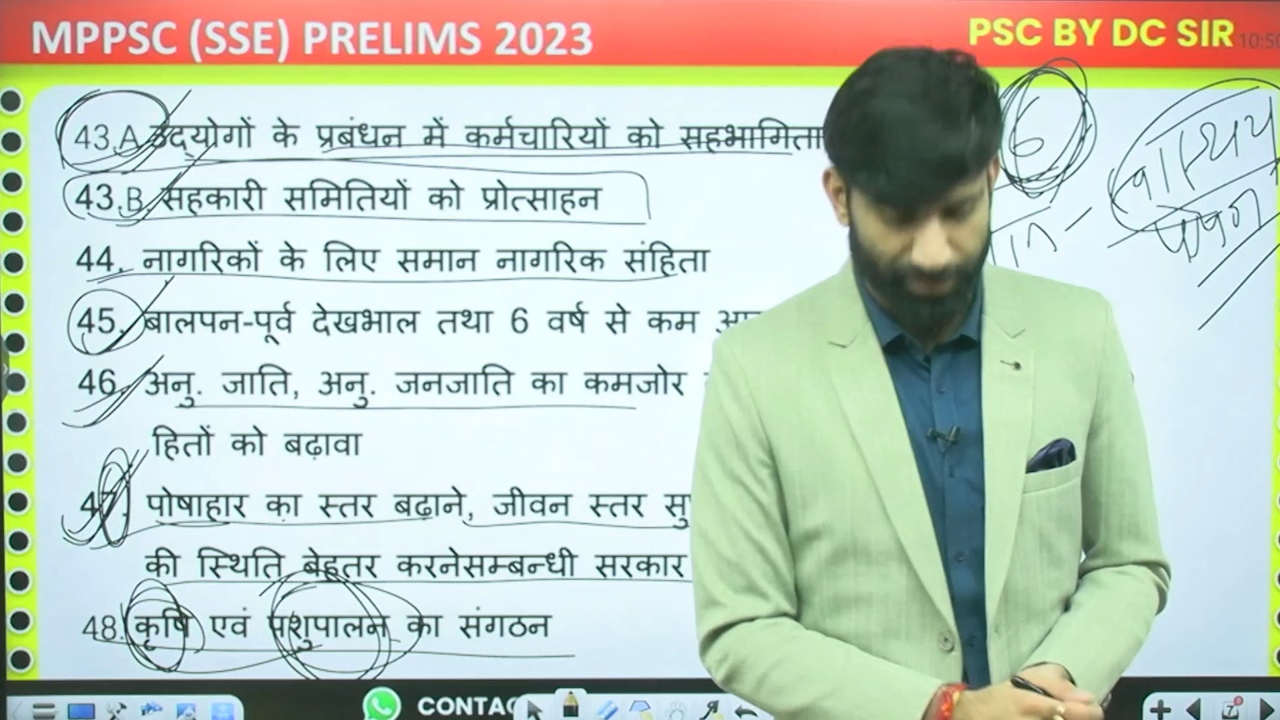 MPPSC (SSE) PRELIMS 2023
PSC BY DC SIR
43.A उद्योगों के प्रबंधन में कर्मचारियों को सहभागिता
43.B सहकारी समितियों को प्रोत्साहन
44. नागरिकों के लिए समान नागरिक संहिता
45. बालपन-पूर्व देखभाल तथा 6 वर्ष से कम
46. अनु. जाति, अनु. जनजाति का कमजोर
हितों को बढ़ावा
47. पोषाहार का स्तर बढ़ाने, जीवन स्तर
की स्थिति बेहतर करनेसम्बन्धी सरकार
48. कृषि एवं पशुपालन का संगठन
6
पोषण